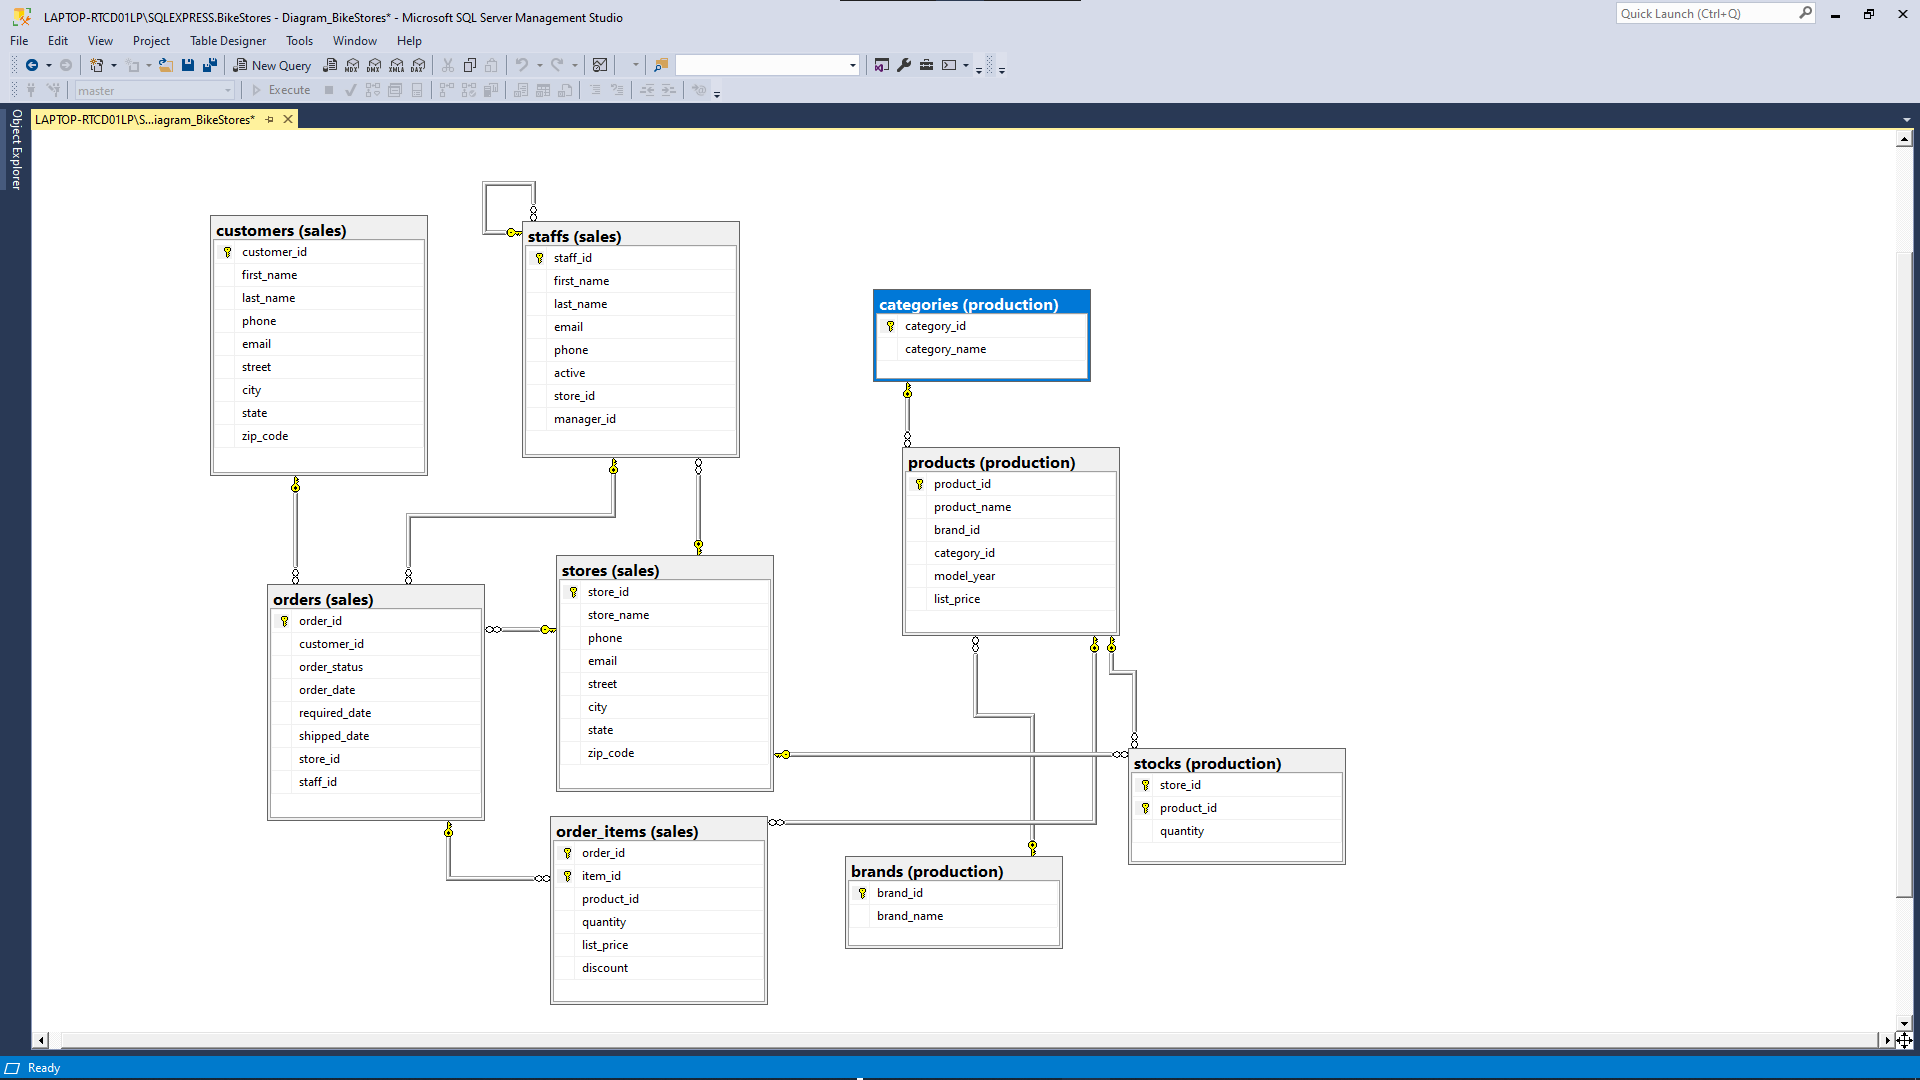 LAPTOP-RTCD01LP\SQLEXPRESS.BikeStores - Diagram_BikeStores* - Microsoft SQL Server Management Studio
Quick Launch (Ctrl+Q)
File Edit View Project Table Designer Tools Window Help
New Query
MDX DMX XMLA DAX
master
Execute
LAPTOP-RTCD01LP\S...iagram_BikeStores*
Object Explorer
customers (sales)
customer_id
first_name
last_name
phone
email
street
city
state
zip_code
staffs (sales)
staff_id
first_name
last_name
email
phone
active
store_id
manager_id
categories (production)
category_id
category_name
products (production)
product_id
product_name
brand_id
category_id
model_year
list_price
orders (sales)
order_id
customer_id
order_status
order_date
required_date
shipped_date
store_id
staff_id
stores (sales)
store_id
store_name
phone
email
street
city
state
zip_code
stocks (production)
store_id
product_id
quantity
order_items (sales)
order_id
item_id
product_id
quantity
list_price
discount
brands (production)
brand_id
brand_name
Ready